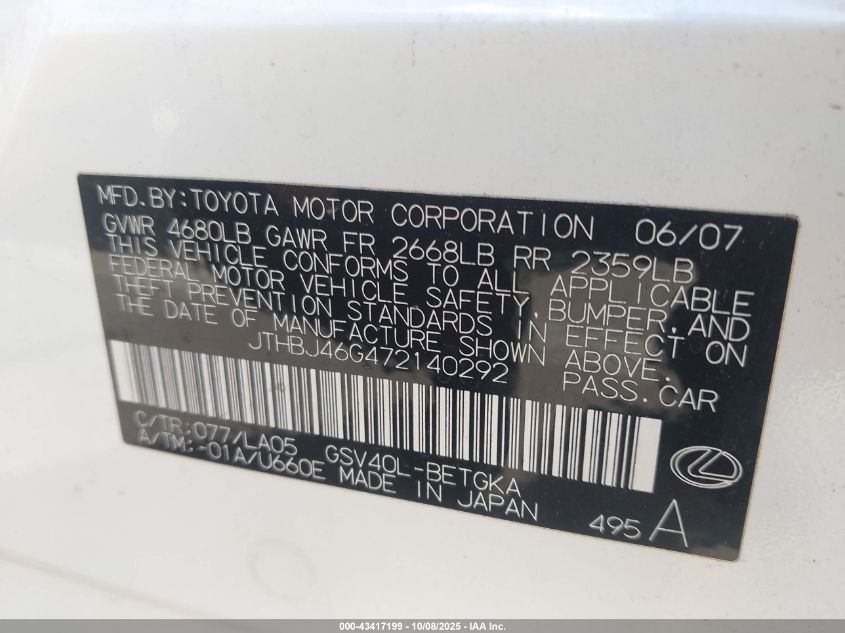 MFD.BY:TOYOTA MOTOR CORPORATION 06/07
GVWR 4680LB GAWR FR 2668LB RR 2359LB
THIS VEHICLE CONFORMS TO ALL APPLICABLE
FEDERAL MOTOR VEHICLE SAFETY,BUMPER,AND
THEFT PREVENTION STANDARDS IN EFFECT ON
THE DATE OF MANUFACTURE SHOWN ABOVE.
JTHBJ46G472140292 PASS.CAR
C/TR:077/LA05 GSV40L-BETGKA
A/TM:-01A/U660E MADE IN JAPAN
495 A
000-43417199 - 10/08/2025 - IAA Inc.